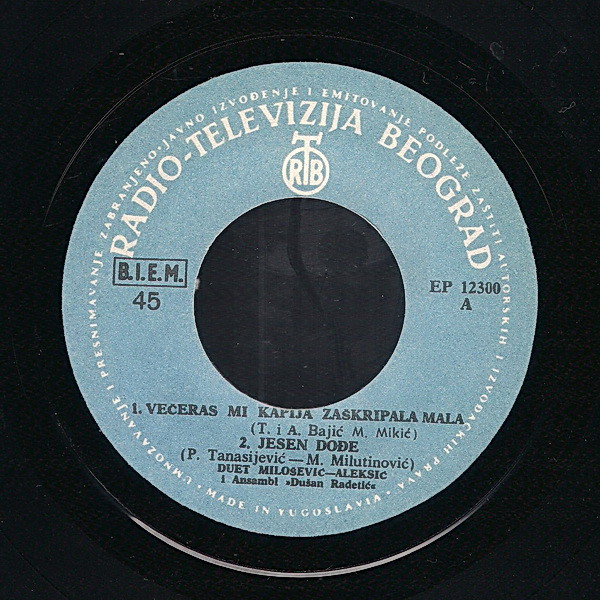 UMNOŽAVANJE I PRESNIMAVANJE ZABRANJENO · JAVNO IZVOĐENJE I EMITOVANJE PODLEŽE ZAŠTITI AUTORSKIH I IZVOĐAČKIH PRAVA ·
RADIO-TELEVIZIJA BEOGRAD
RTB
B.I.E.M.
45
EP 12300
A
1. VEČERAS MI KAPIJA ZAŠKRIPALA MALA
(T. i A. Bajić M. Mikić)
2. JESEN DOĐE
(P. Tanasijević — M. Milutinović)
DUET MILOŠEVIĆ—ALEKSIĆ
i Ansambl »Dušan Radetić«
· MADE IN YUGOSLAVIA ·